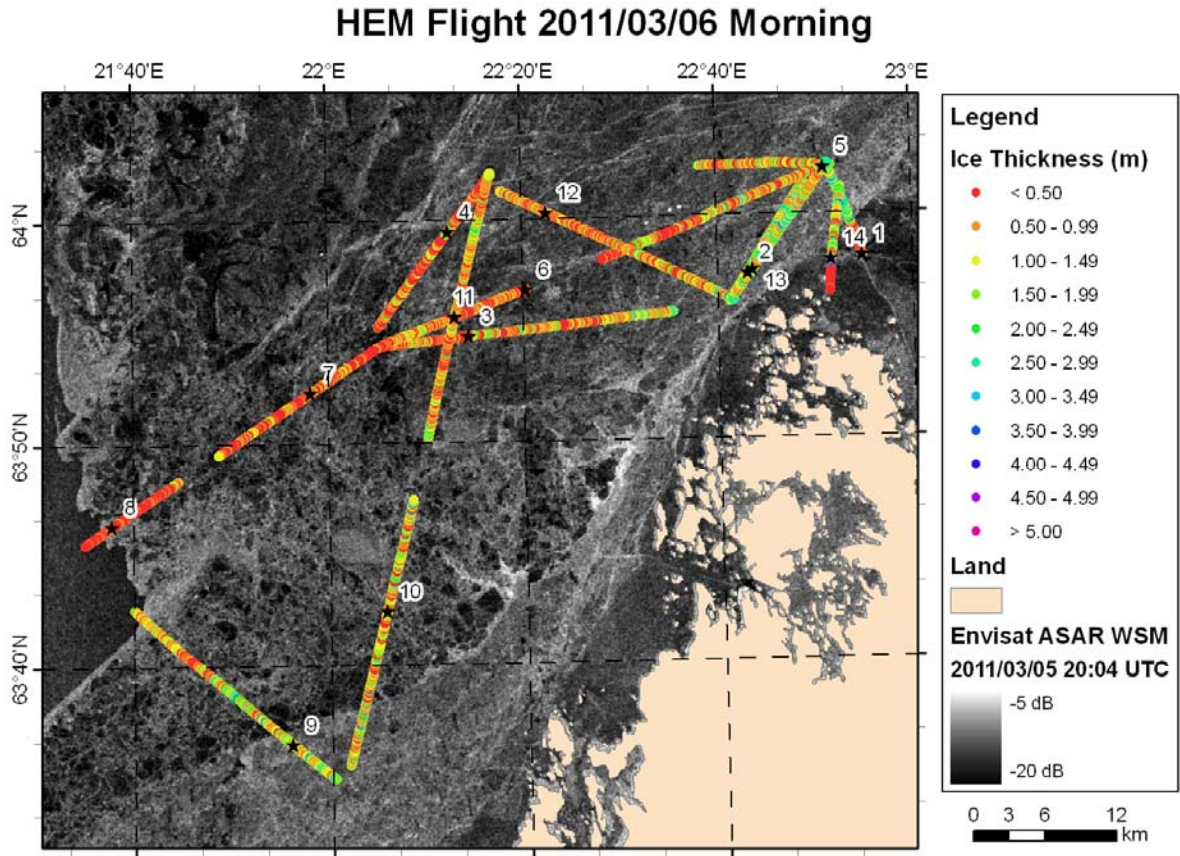 HEM Flight 2011/03/06 Morning
21°40'E 22°E 22°20'E 22°40'E 23°E
64°N
63°50'N
63°40'N
5
12
4
14 1
2
13
6
11
3
7
8
10
9
Legend
Ice Thickness (m)
< 0.50
0.50 - 0.99
1.00 - 1.49
1.50 - 1.99
2.00 - 2.49
2.50 - 2.99
3.00 - 3.49
3.50 - 3.99
4.00 - 4.49
4.50 - 4.99
> 5.00
Land
Envisat ASAR WSM
2011/03/05 20:04 UTC
-5 dB
-20 dB
0 3 6 12
km